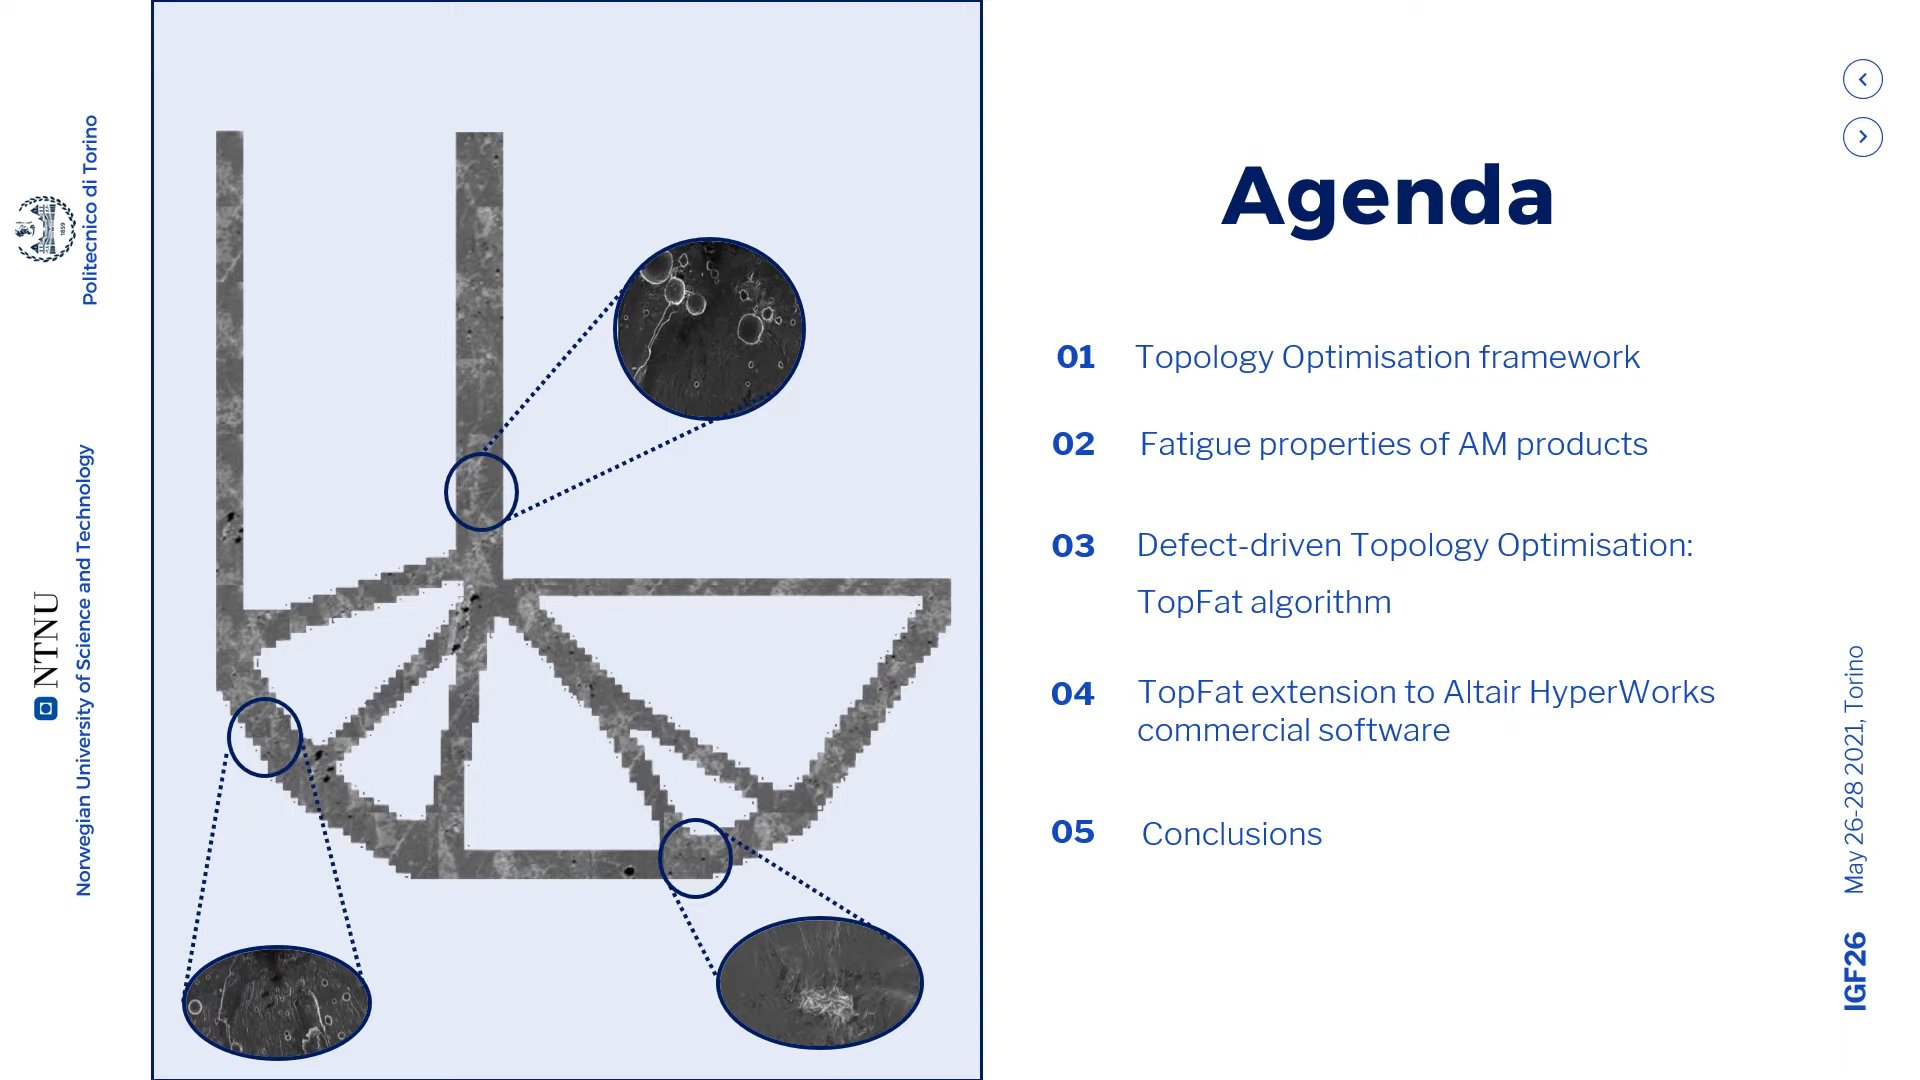 Politecnico di Torino
1859
Norwegian University of Science and Technology
NTNU
Agenda
01 Topology Optimisation framework
02 Fatigue properties of AM products
03 Defect-driven Topology Optimisation:
TopFat algorithm
04 TopFat extension to Altair HyperWorks
commercial software
05 Conclusions
IGF26 May 26-28 2021, Torino